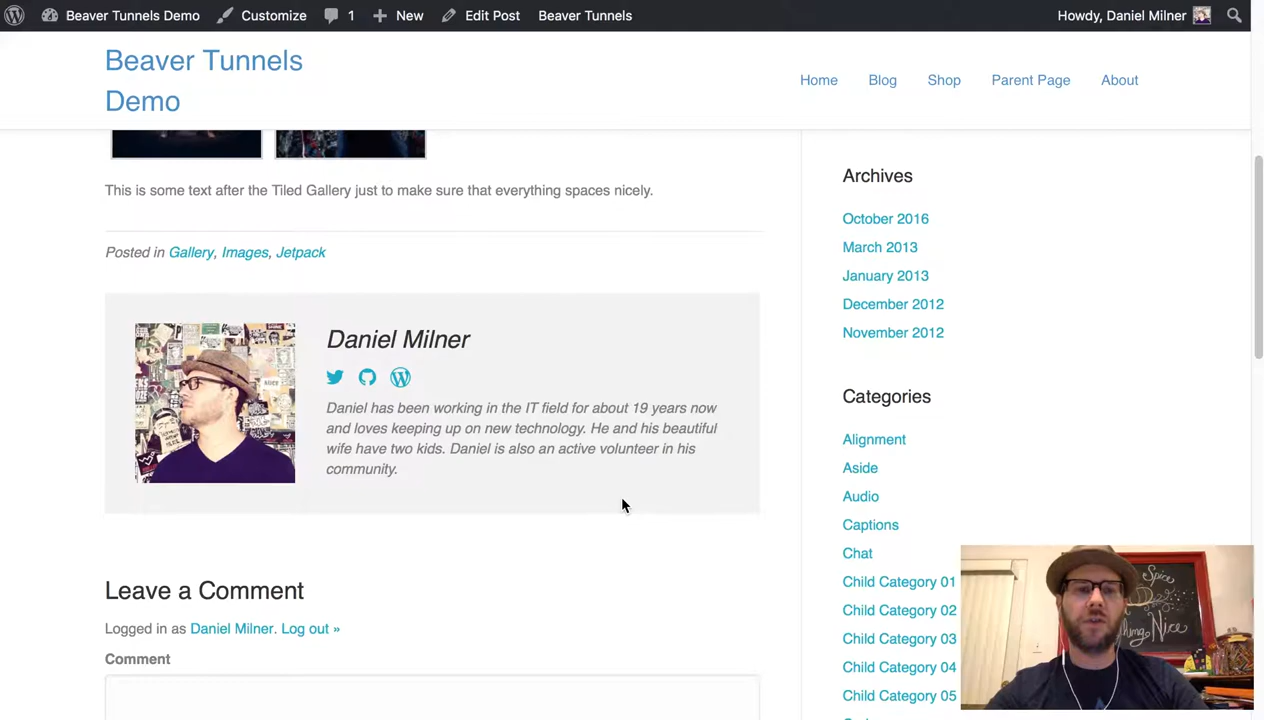 Beaver Tunnels Demo Customize 1 New Edit Post Beaver Tunnels Howdy, Daniel Milner
Beaver Tunnels
Demo
Home Blog Shop Parent Page About
This is some text after the Tiled Gallery just to make sure that everything spaces nicely.
Posted in Gallery, Images, Jetpack
Daniel Milner
Daniel has been working in the IT field for about 19 years now
and loves keeping up on new technology. He and his beautiful
wife have two kids. Daniel is also an active volunteer in his
community.
Leave a Comment
Logged in as Daniel Milner. Log out »
Comment
Archives
October 2016
March 2013
January 2013
December 2012
November 2012
Categories
Alignment
Aside
Audio
Captions
Chat
Child Category 01
Child Category 02
Child Category 03
Child Category 04
Child Category 05
Spice
Nice